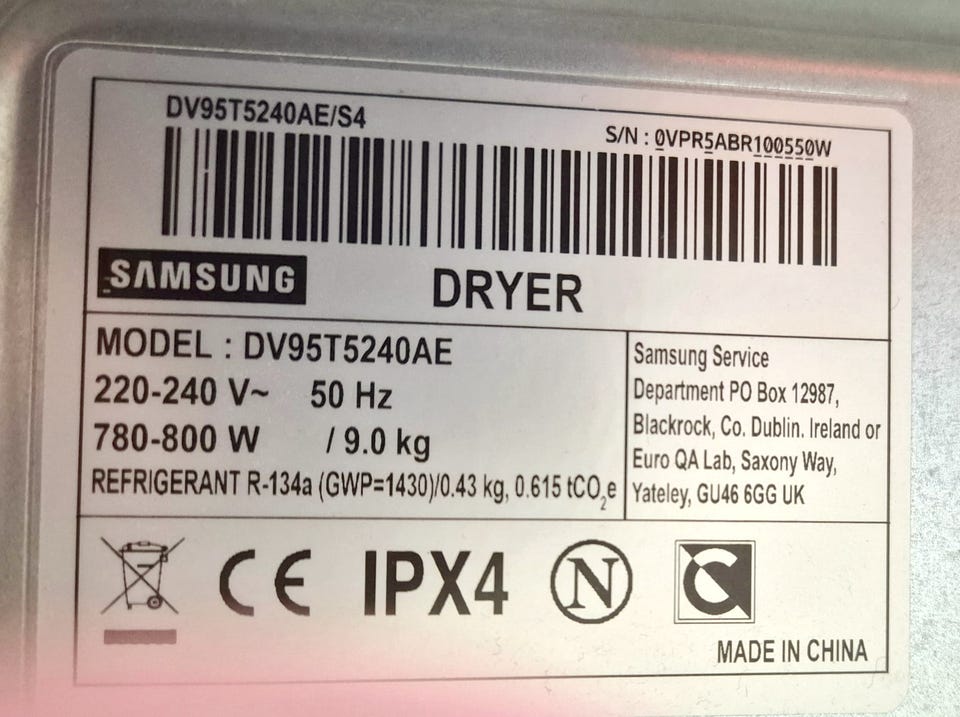 DV95T5240AE/S4
S/N : 0VPR5ABR100550W
SAMSUNG
DRYER
MODEL : DV95T5240AE
220-240 V~ 50 Hz
780-800 W / 9.0 kg
REFRIGERANT R-134a (GWP=1430)/0.43 kg, 0.615 tCO₂e
Samsung Service
Department PO Box 12987,
Blackrock, Co. Dublin. Ireland or
Euro QA Lab, Saxony Way,
Yateley, GU46 6GG UK
CE IPX4 N C
MADE IN CHINA